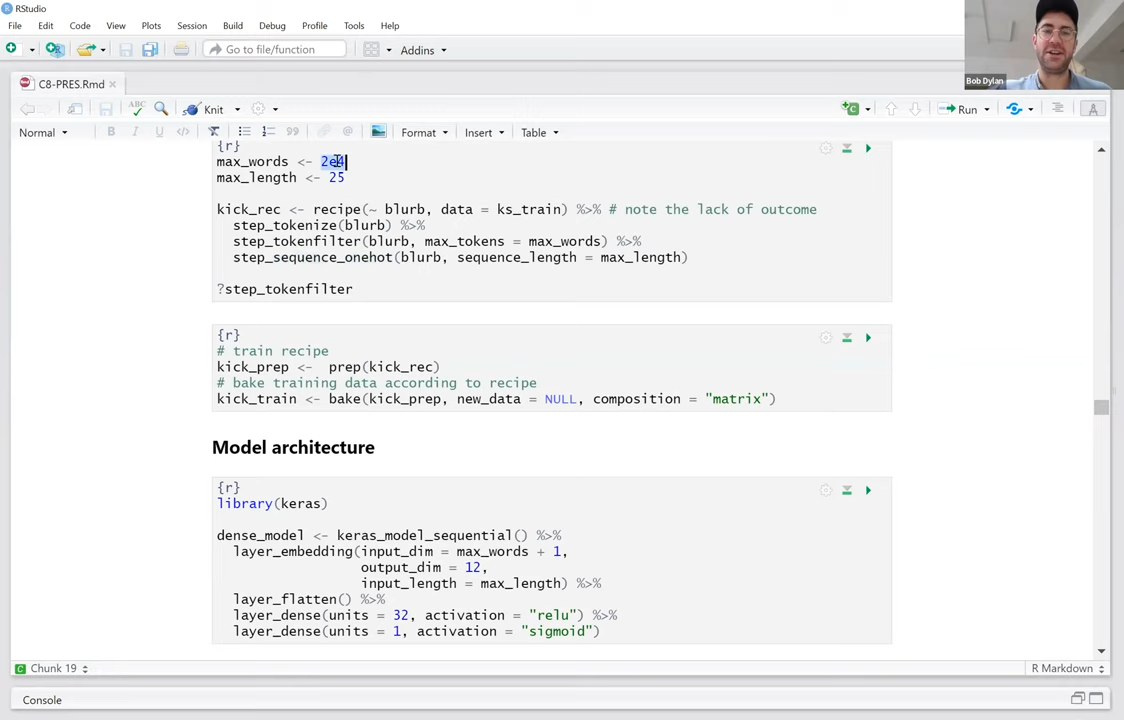 RStudio
File Edit Code View Plots Session Build Debug Profile Tools Help
Go to file/function Addins
Bob Dylan
C8-PRES.Rmd
ABC Knit Run
Normal B I U Format Insert Table
{r}
max_words <- 2e4
max_length <- 25
kick_rec <- recipe(~ blurb, data = ks_train) %>% # note the lack of outcome
step_tokenize(blurb) %>%
step_tokenfilter(blurb, max_tokens = max_words) %>%
step_sequence_onehot(blurb, sequence_length = max_length)
?step_tokenfilter
{r}
# train recipe
kick_prep <-  prep(kick_rec)
# bake training data according to recipe
kick_train <- bake(kick_prep, new_data = NULL, composition = "matrix")
Model architecture
{r}
library(keras)
dense_model <- keras_model_sequential() %>%
layer_embedding(input_dim = max_words + 1,
output_dim = 12,
input_length = max_length) %>%
layer_flatten() %>%
layer_dense(units = 32, activation = "relu") %>%
layer_dense(units = 1, activation = "sigmoid")
Chunk 19 R Markdown
Console